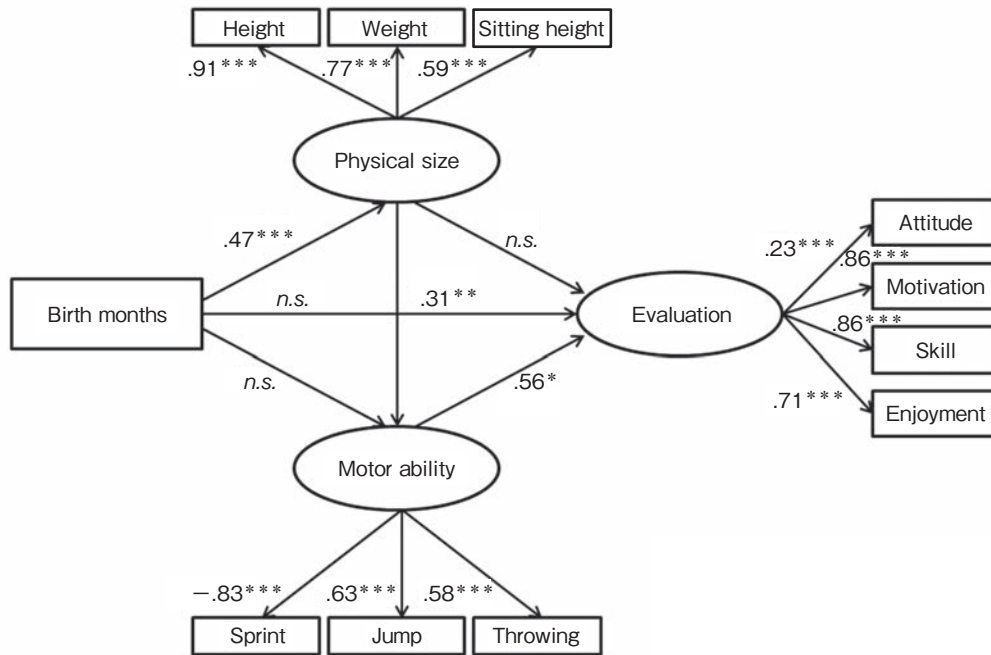 Height Weight Sitting height
.91*** .77*** .59***
Physical size
.47*** n.s.
Attitude
.23*** .86***
Motivation
Birth months n.s. .31** Evaluation
.86***
Skill
n.s. .56*
.71*** Enjoyment
Motor ability
−.83*** .63*** .58***
Sprint Jump Throwing